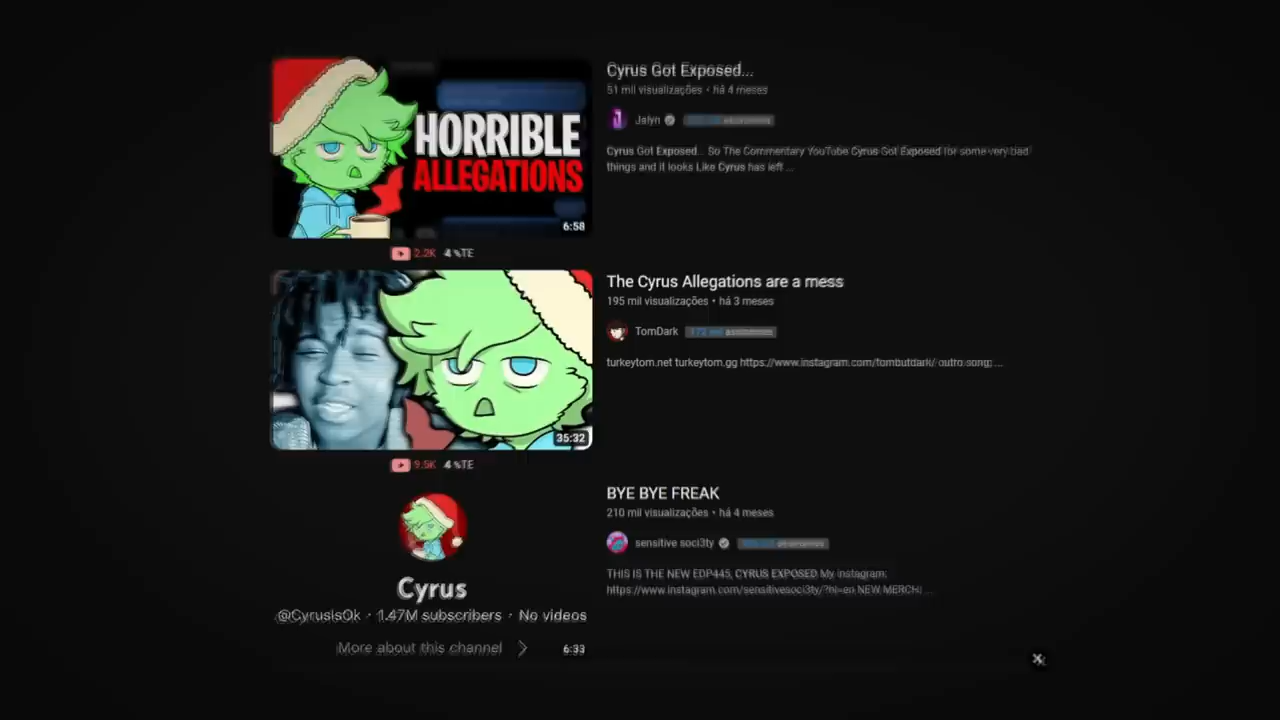 Cyrus Got Exposed...
51 mil visualizações • há 4 meses
Jalyn
HORRIBLE
ALLEGATIONS
Cyrus Got Exposed... So The Commentary YouTube Cyrus Got Exposed for some very bad
things and it looks Like Cyrus has left ...
6:58
2.2K
The Cyrus Allegations are a mess
195 mil visualizações • há 3 meses
TomDark
turkeytom.net turkeytom.gg https://www.instagram.com/tombutdark/ outro song: ...
35:32
9.5K
BYE BYE FREAK
210 mil visualizações • há 4 meses
sensitive soci3ty
THIS IS THE NEW EDP445, CYRUS EXPOSED My instagram:
https://www.instagram.com/sensitivesoci3ty/?hl=en NEW MERCH: ...
Cyrus
@CyrusIsOk · 1.47M subscribers · No videos
More about this channel
6:33